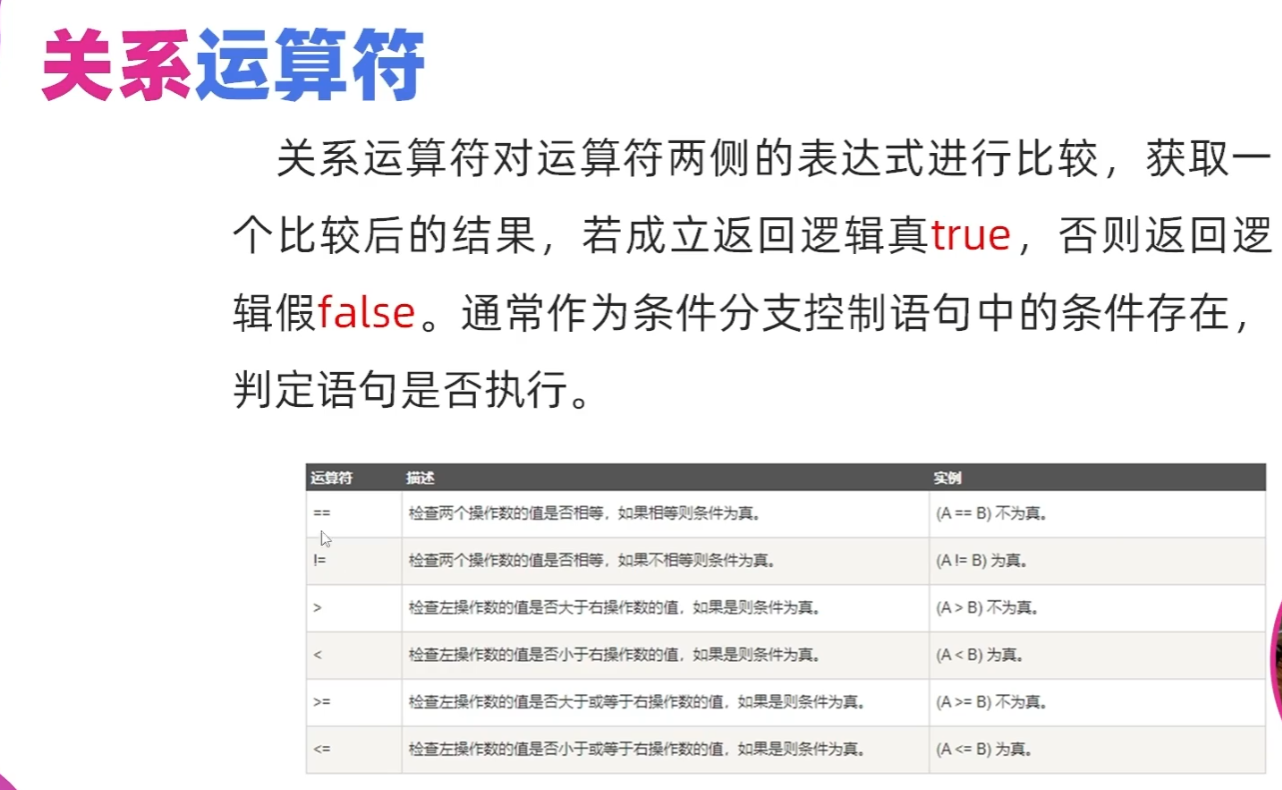 关系运算符
关系运算符对运算符两侧的表达式进行比较，获取一
个比较后的结果，若成立返回逻辑真true，否则返回逻
辑假false。通常作为条件分支控制语句中的条件存在，
判定语句是否执行。
运算符 描述 实例
== 检查两个操作数的值是否相等，如果相等则条件为真。 (A == B) 不为真。
!= 检查两个操作数的值是否相等，如果不相等则条件为真。 (A != B) 为真。
> 检查左操作数的值是否大于右操作数的值，如果是则条件为真。 (A > B) 不为真。
< 检查左操作数的值是否小于右操作数的值，如果是则条件为真。 (A < B) 为真。
>= 检查左操作数的值是否大于或等于右操作数的值，如果是则条件为真。 (A >= B) 不为真。
<= 检查左操作数的值是否小于或等于右操作数的值，如果是则条件为真。 (A <= B) 为真。